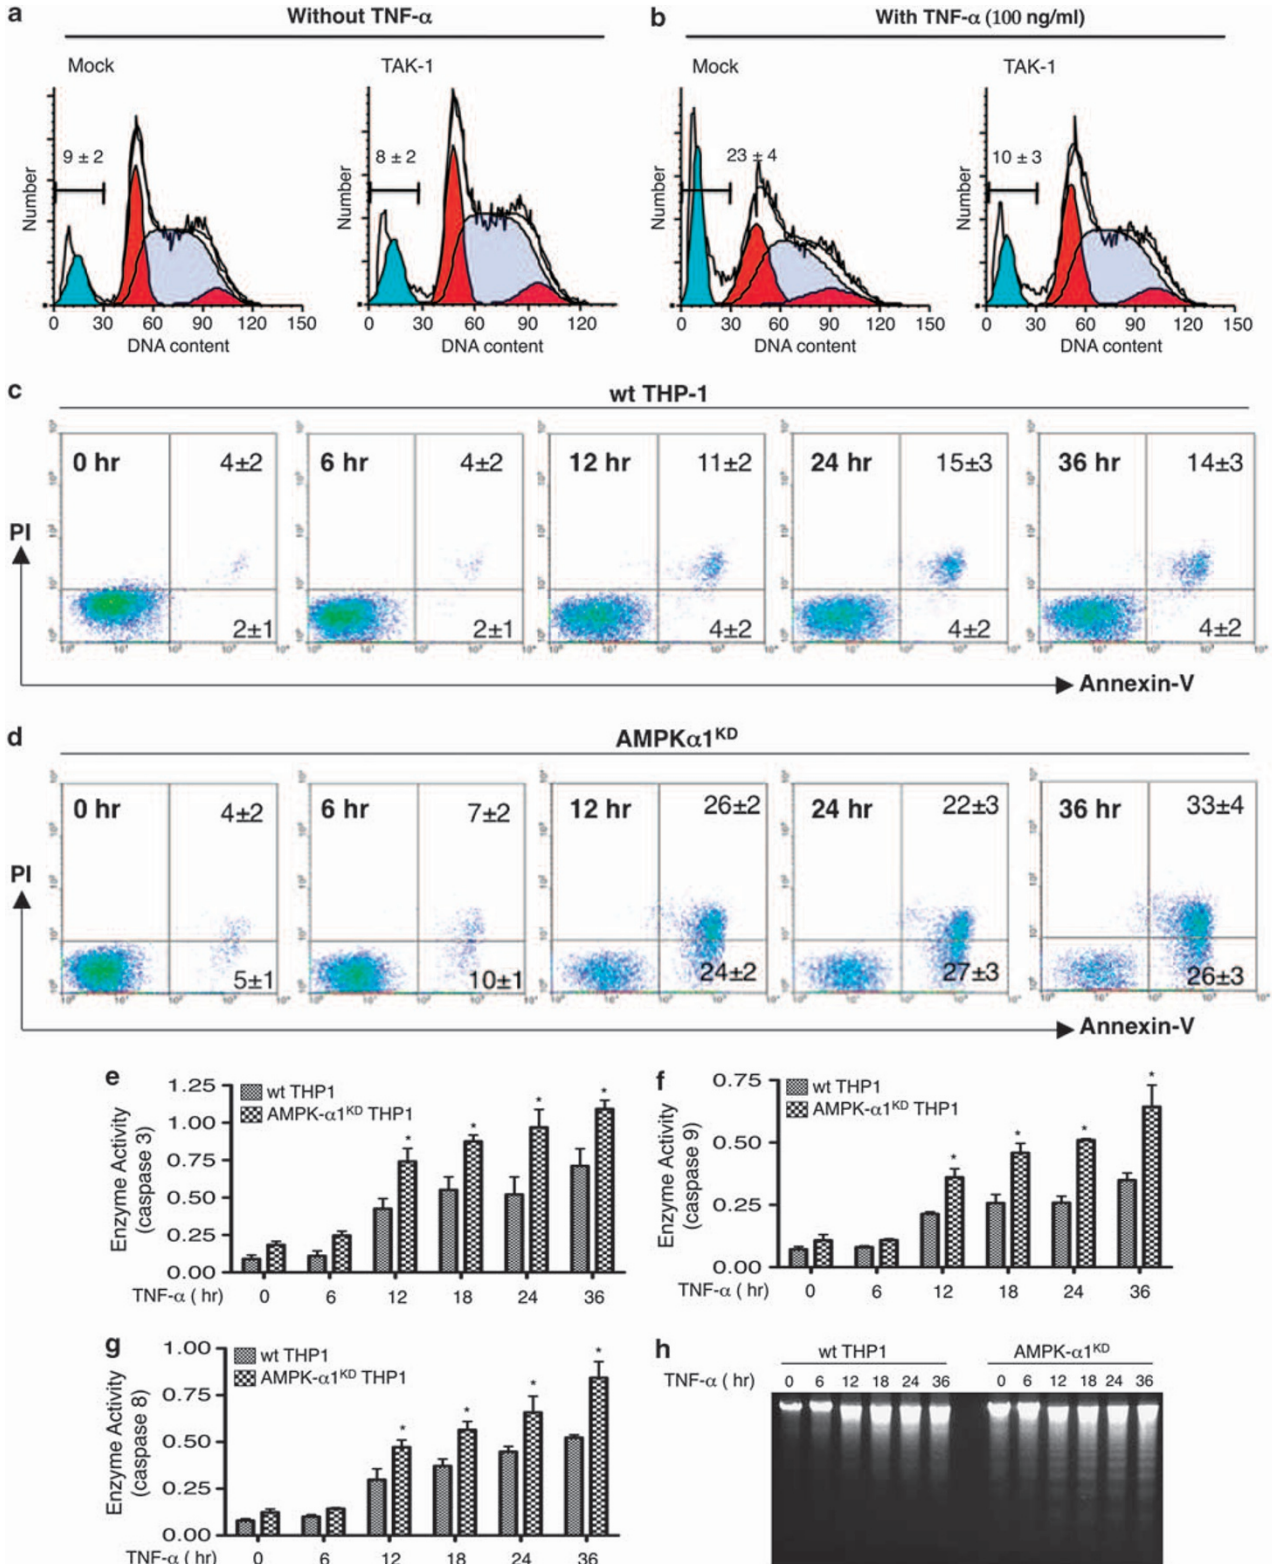 a
Without TNF-α
b
With TNF-α (100 ng/ml)
Mock
TAK-1
Mock
TAK-1
9 ± 2
8 ± 2
23 ± 4
10 ± 3
Number
Number
Number
Number
0 30 60 90 120 150
0 30 60 90 120
0 30 60 90 120 150
0 30 60 90 120 150
DNA content
DNA content
DNA content
DNA content
c
wt THP-1
0 hr 4±2
6 hr 4±2
12 hr 11±2
24 hr 15±3
36 hr 14±3
PI
2±1
2±1
4±2
4±2
4±2
Annexin-V
d
AMPKα1KD
0 hr 4±2
6 hr 7±2
12 hr 26±2
24 hr 22±3
36 hr 33±4
PI
5±1
10±1
24±2
27±3
26±3
Annexin-V
e
Enzyme Activity
(caspase 3)
1.25
1.00
0.75
0.50
0.25
0.00
wt THP1
AMPK-α1KD THP1
* * * *
TNF-α ( hr) 0 6 12 18 24 36
f
Enzyme Activity
(caspase 9)
0.75
0.50
0.25
0.00
wt THP1
AMPK-α1KD THP1
* * * *
TNF-α ( hr) 0 6 12 18 24 36
g
Enzyme Activity
(caspase 8)
1.00
0.75
0.50
0.25
0.00
wt THP1
AMPK-α1KD THP1
* * * *
TNF-α ( hr) 0 6 12 18 24 36
h
wt THP1 AMPK-α1KD
TNF-α ( hr) 0 6 12 18 24 36 0 6 12 18 24 36